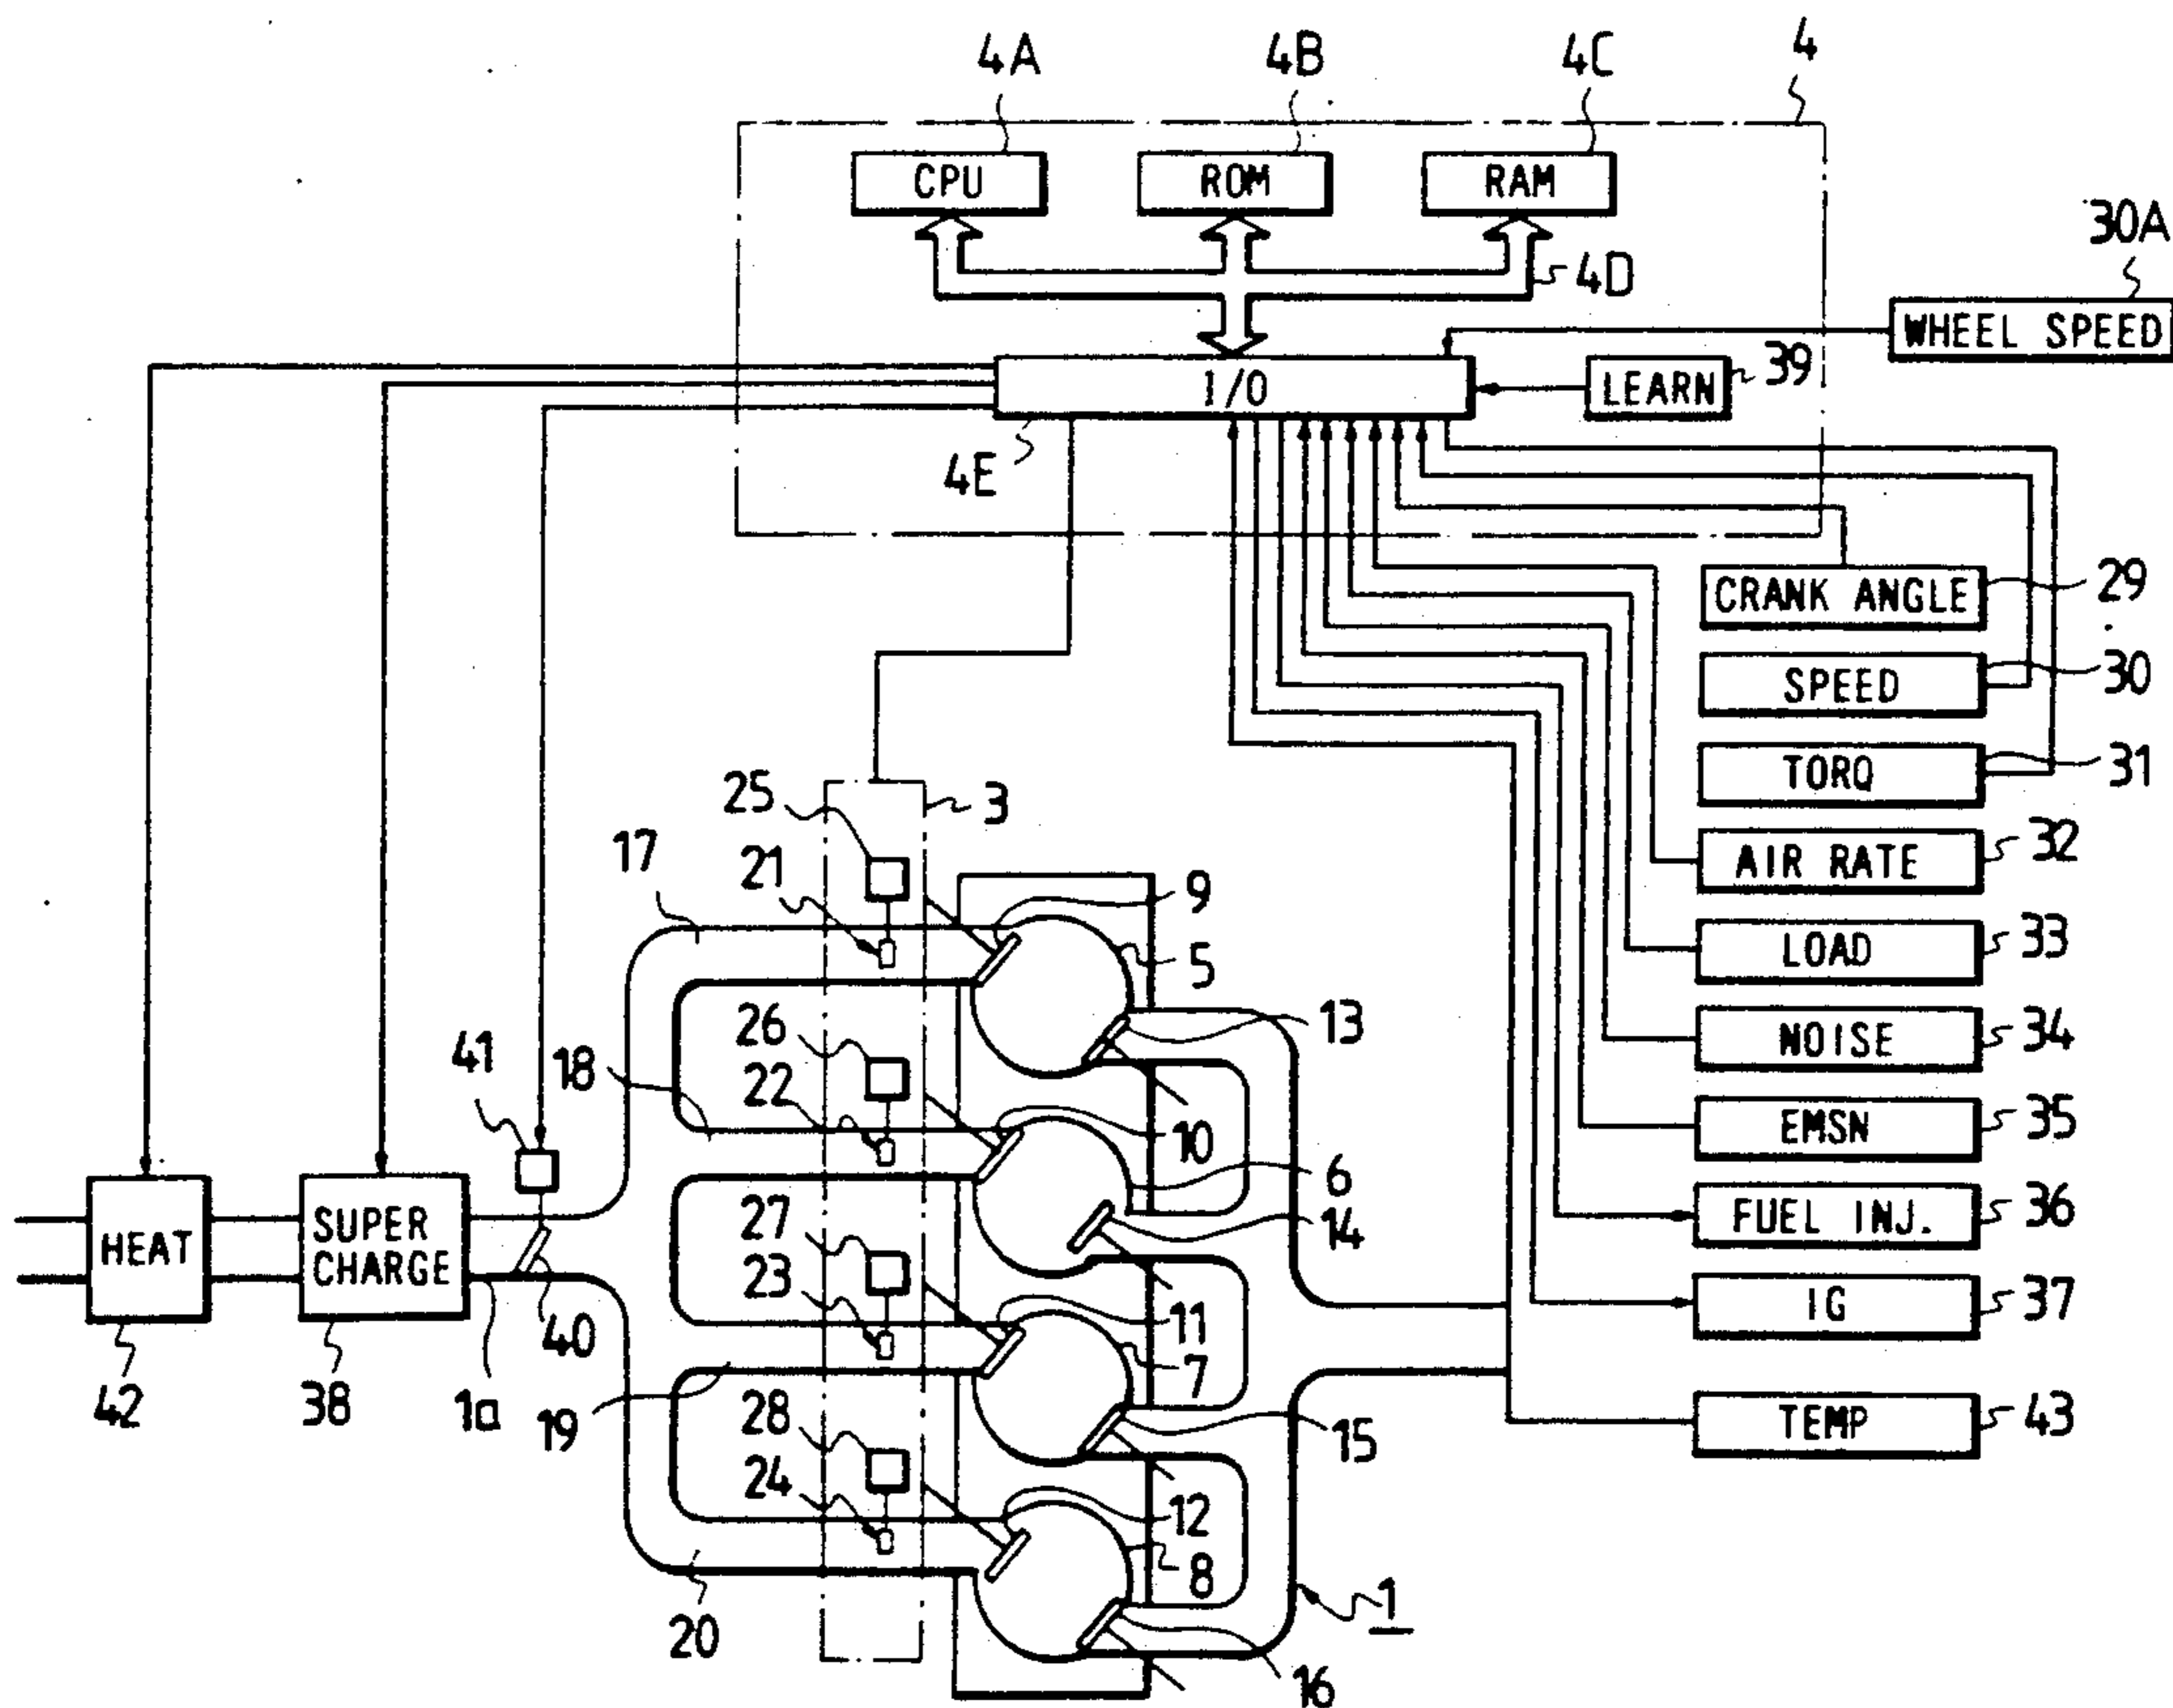 4A 4B 4C 4
CPU ROM RAM
30A
4D
WHEEL SPEED
I/O LEARN 39
4E
CRANK ANGLE 29
SPEED 30
TORQ 31
25 3
17 21 9 AIR RATE 32
5 LOAD 33
13
26 NOISE 34
41 18 22
10 EMSN 35
6
27 14 FUEL INJ. 36
HEAT SUPER CHARGE 23
40 11 IG 37
7
42 38 1a 19 28 15 TEMP 43
24 12
8 1
20
16